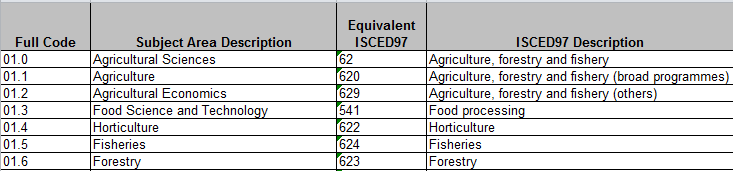 Full Code Subject Area Description Equivalent ISCED97 ISCED97 Description
01.0 Agricultural Sciences 62 Agriculture, forestry and fishery
01.1 Agriculture 620 Agriculture, forestry and fishery (broad programmes)
01.2 Agricultural Economics 629 Agriculture, forestry and fishery (others)
01.3 Food Science and Technology 541 Food processing
01.4 Horticulture 622 Horticulture
01.5 Fisheries 624 Fisheries
01.6 Forestry 623 Forestry